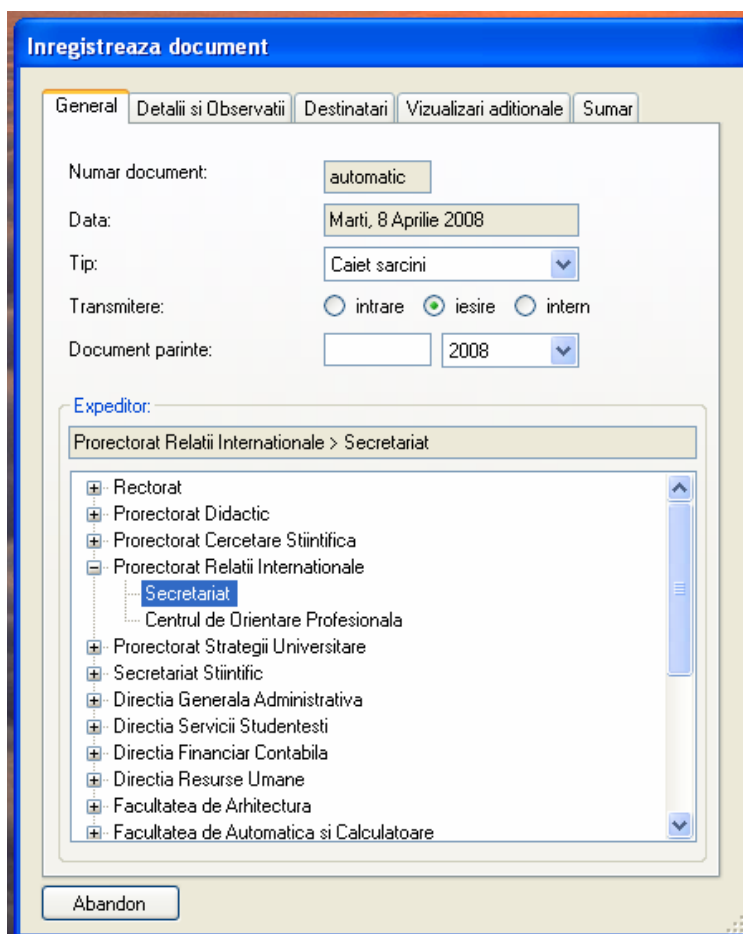 Inregistreaza document
General Detalii si Observatii Destinatari Vizualizari aditionale Sumar
Numar document: automatic
Data: Marti, 8 Aprilie 2008
Tip: Caiet sarcini
Transmitere: intrare iesire intern
Document parinte: 2008
Expeditor:
Prorectorat Relatii Internationale > Secretariat
Rectorat
Prorectorat Didactic
Prorectorat Cercetare Stiintifica
Prorectorat Relatii Internationale
Secretariat
Centrul de Orientare Profesionala
Prorectorat Strategii Universitare
Secretariat Stiintific
Directia Generala Administrativa
Directia Servicii Studentesti
Directia Financiar Contabila
Directia Resurse Umane
Facultatea de Arhitectura
Facultatea de Automatica si Calculatoare
Abandon